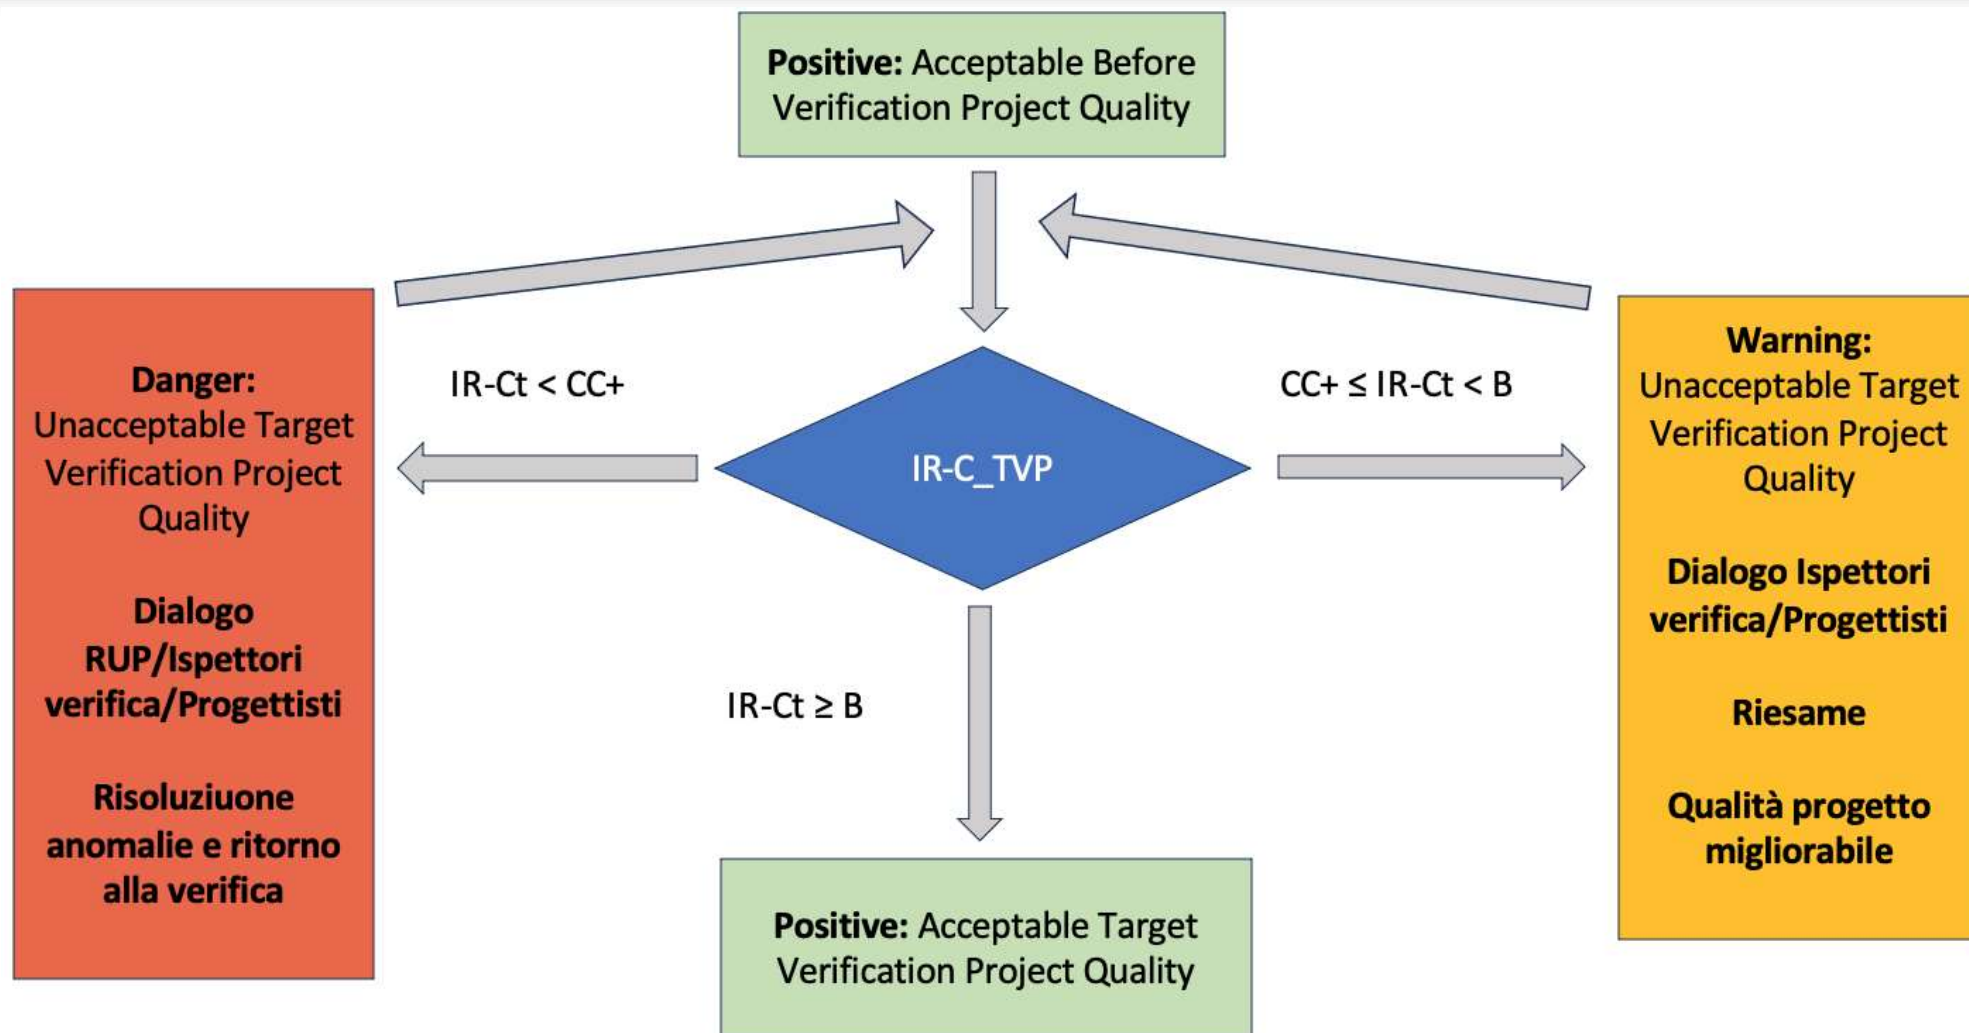 Positive: Acceptable Before
Verification Project Quality
Danger:
Unacceptable Target
Verification Project
Quality
Dialogo
RUP/Ispettori
verifica/Progettisti
Risoluziuone
anomalie e ritorno
alla verifica
IR-Ct < CC+
IR-C_TVP
CC+ ≤ IR-Ct < B
Warning:
Unacceptable Target
Verification Project
Quality
Dialogo Ispettori
verifica/Progettisti
Riesame
Qualità progetto
migliorabile
IR-Ct ≥ B
Positive: Acceptable Target
Verification Project Quality